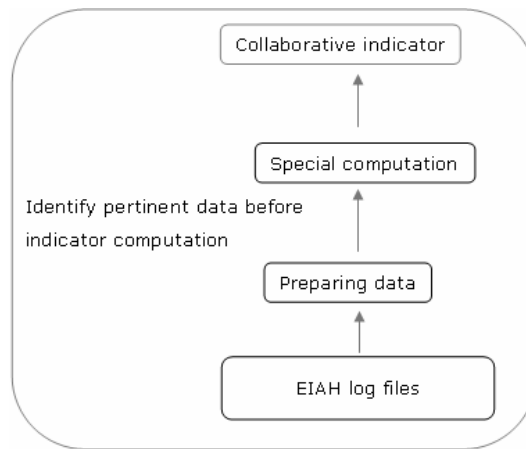 Collaborative indicator
Special computation
Identify pertinent data before
indicator computation
Preparing data
EIAH log files